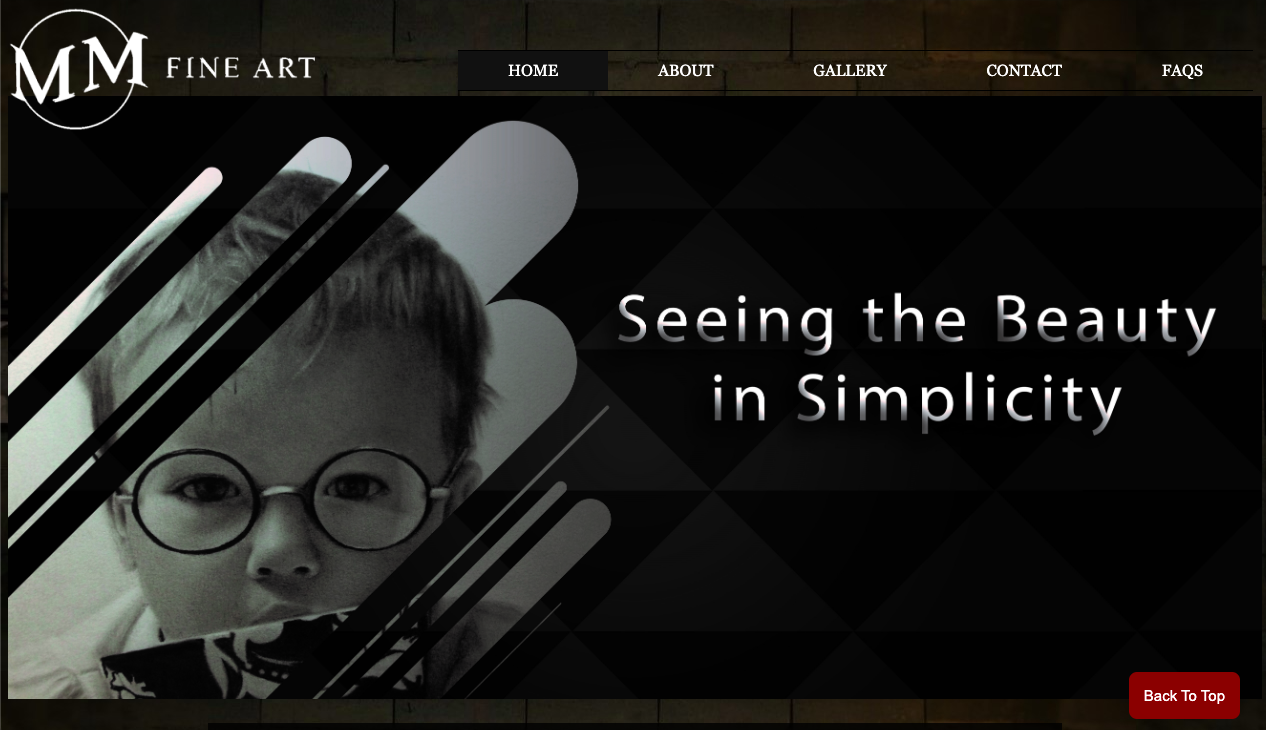 MM FINE ART
HOME ABOUT GALLERY CONTACT FAQS
Seeing the Beauty
in Simplicity
Back To Top